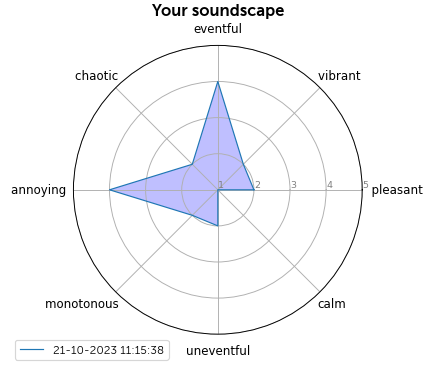 Your soundscape
eventful
chaotic
vibrant
annoying
1 2 3 4 5
pleasant
monotonous
calm
21-10-2023 11:15:38
uneventful